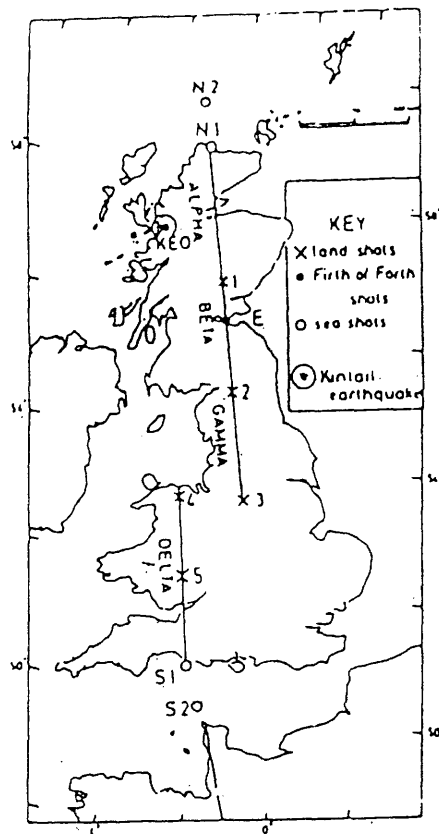 N2
N1
ALPHA
A
KEO
1
BETA
E
2
GAMMA
3
4
DELTA
5
S1
S2
KEY
land shots
Firth of Forth
shots
sea shots
Kintail
earthquake
0